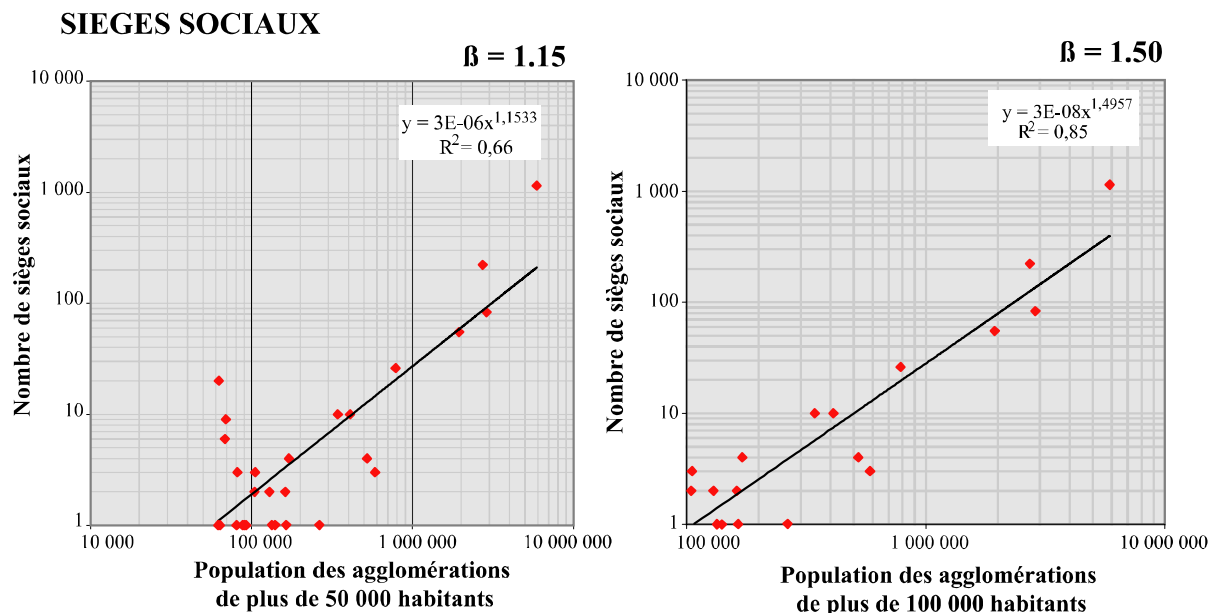 SIEGES SOCIAUX
ß = 1.15
10 000
1 000
100
10
1
Nombre de sièges sociaux
y = 3E-06x^1,1533
R² = 0,66
10 000
100 000
1 000 000
10 000 000
Population des agglomérations
de plus de 50 000 habitants
ß = 1.50
10 000
1 000
100
10
1
Nombre de sièges sociaux
y = 3E-08x^1,4957
R² = 0,85
100 000
1 000 000
10 000 000
Population des agglomérations
de plus de 100 000 habitants